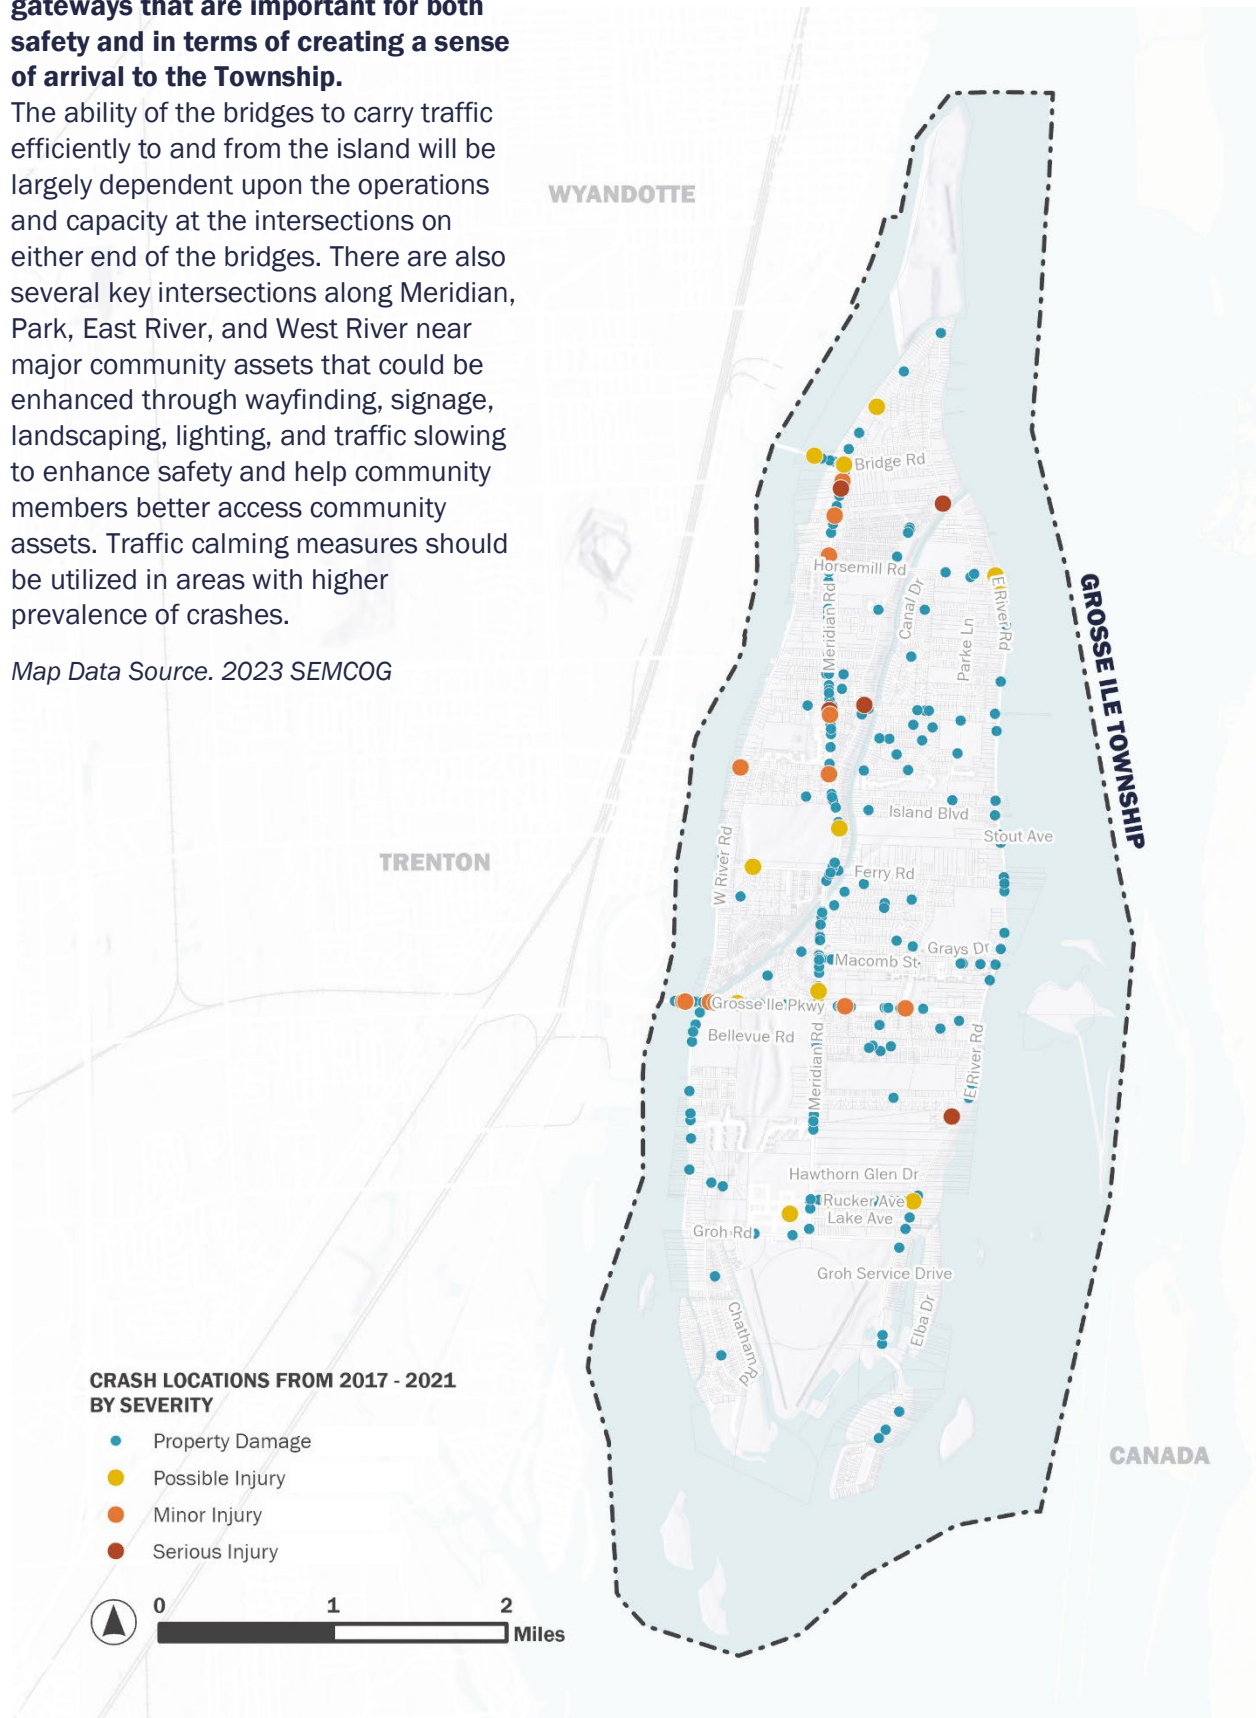 gateways that are important for both
safety and in terms of creating a sense
of arrival to the Township.
The ability of the bridges to carry traffic
efficiently to and from the island will be
largely dependent upon the operations
and capacity at the intersections on
either end of the bridges. There are also
several key intersections along Meridian,
Park, East River, and West River near
major community assets that could be
enhanced through wayfinding, signage,
landscaping, lighting, and traffic slowing
to enhance safety and help community
members better access community
assets. Traffic calming measures should
be utilized in areas with higher
prevalence of crashes.
Map Data Source. 2023 SEMCOG
WYANDOTTE
Bridge Rd
Horsemill Rd
Meridian Rd
Canal Dr
Parke Ln
E River Rd
GROSSE ILE TOWNSHIP
Island Blvd
Stout Ave
TRENTON
W River Rd
Ferry Rd
Grays Dr
Macomb St
Grosse Ile Pkwy
Bellevue Rd
Meridian Rd
E River Rd
Hawthorn Glen Dr
Rucker Ave
Lake Ave
Groh Rd
Groh Service Drive
Elba Dr
Chatham Rd
CANADA
CRASH LOCATIONS FROM 2017 - 2021
BY SEVERITY
Property Damage
Possible Injury
Minor Injury
Serious Injury
0 1 2
Miles